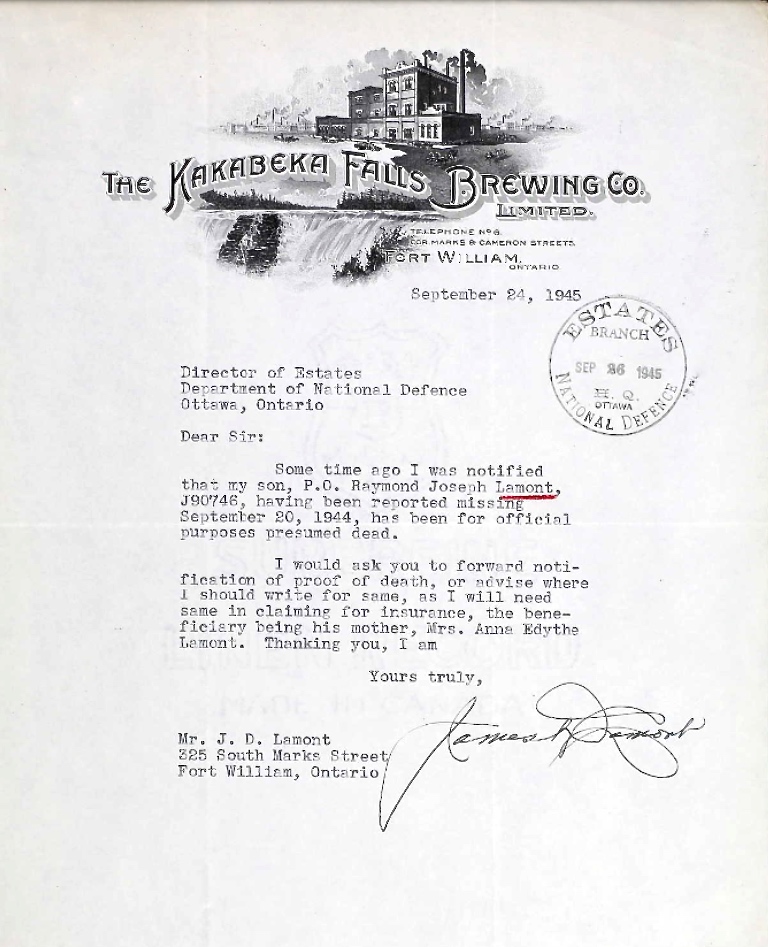 THE KAKABEKA FALLS BREWING CO.
LIMITED.
TELEPHONE No 6.
COR. MARKS & CAMERON STREETS.
FORT WILLIAM,
ONTARIO
September 24, 1945
ESTATES
BRANCH
SEP 26 1945
H. Q.
OTTAWA
NATIONAL DEFENCE
Director of Estates
Department of National Defence
Ottawa, Ontario
Dear Sir:
Some time ago I was notified
that my son, P.O. Raymond Joseph Lamont,
J90746, having been reported missing
September 20, 1944, has been for official
purposes presumed dead.
I would ask you to forward noti-
fication of proof of death, or advise where
I should write for same, as I will need
same in claiming for insurance, the bene-
ficiary being his mother, Mrs. Anna Edythe
Lamont. Thanking you, I am
Yours truly,
James D Lamont
Mr. J. D. Lamont
325 South Marks Street
Fort William, Ontario